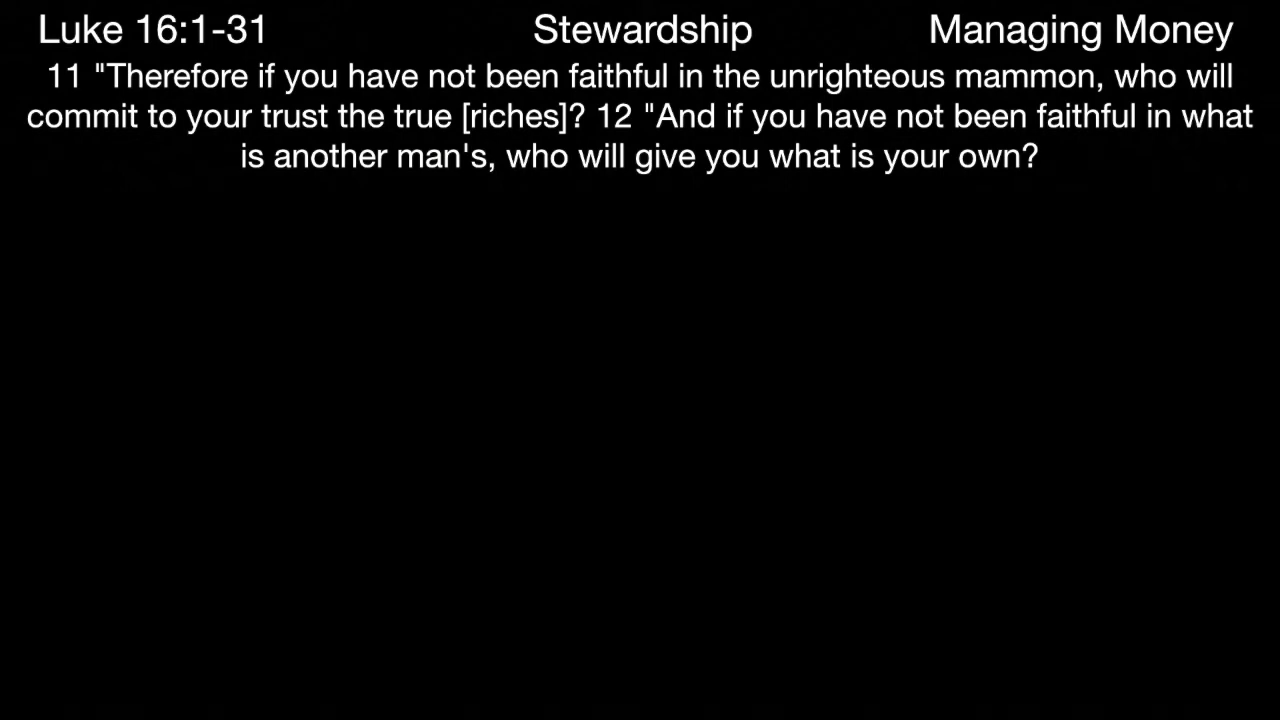 Luke 16:1-31 Stewardship Managing Money
11 "Therefore if you have not been faithful in the unrighteous mammon, who will
commit to your trust the true [riches]? 12 "And if you have not been faithful in what
is another man's, who will give you what is your own?